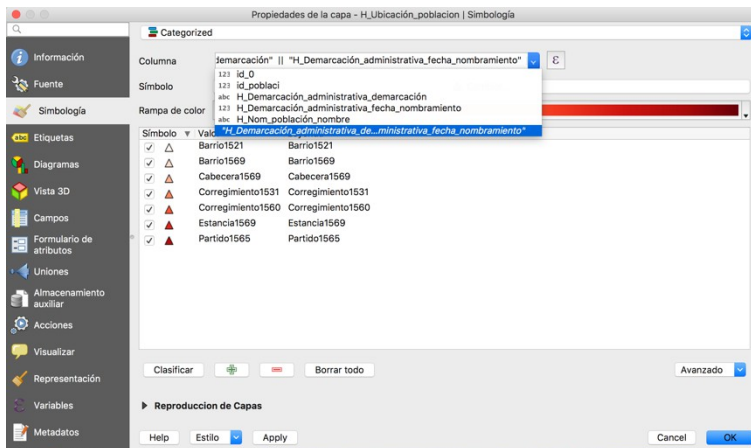 Propiedades de la capa - H_Ubicación_poblacion | Simbología
Información
Fuente
Simbología
abc Etiquetas
Diagramas
Vista 3D
Campos
Formulario de
atributos
Uniones
Almacenamiento
auxiliar
Acciones
Visualizar
Representación
Variables
Metadatos
Categorized
Columna demarcación" || "H_Demarcación_administrativa_fecha_nombramiento" ε
123 id_0
123 id_poblaci
abc H_Demarcación_administrativa_demarcación
123 H_Demarcación_administrativa_fecha_nombramiento
abc H_Nom_población_nombre
"H_Demarcación_administrativa_de...ministrativa_fecha_nombramiento"
Símbolo
Rampa de color
Símbolo Valo
Barrio1521 Barrio1521
Barrio1569 Barrio1569
Cabecera1569 Cabecera1569
Corregimiento1531 Corregimiento1531
Corregimiento1560 Corregimiento1560
Estancia1569 Estancia1569
Partido1565 Partido1565
Clasificar Borrar todo Avanzado
Reproduccion de Capas
Help Estilo Apply Cancel OK